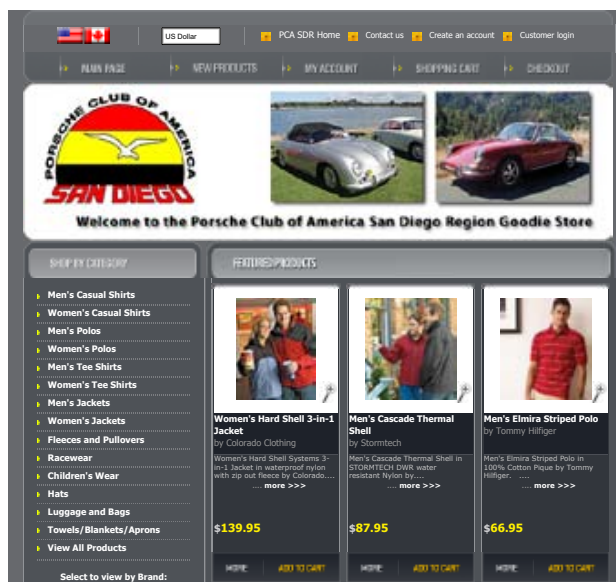 US Dollar
PCA SDR Home
Contact us
Create an account
Customer login
MAIN PAGE
NEW PRODUCTS
MY ACCOUNT
SHOPPING CART
CHECKOUT
PORSCHE CLUB OF AMERICA
SAN DIEGO
Welcome to the Porsche Club of America San Diego Region Goodie Store
SHOP BY CATEGORY
FEATURED PRODUCTS
Men's Casual Shirts
Women's Casual Shirts
Men's Polos
Women's Polos
Men's Tee Shirts
Women's Tee Shirts
Men's Jackets
Women's Jackets
Fleeces and Pullovers
Racewear
Children's Wear
Hats
Luggage and Bags
Towels/Blankets/Aprons
View All Products
Select to view by Brand:
Women's Hard Shell 3-in-1
Jacket
by Colorado Clothing
Women's Hard Shell Systems 3-
in-1 Jacket in waterproof nylon
with zip out fleece by Colorado....
.... more >>>
$139.95
MORE
ADD TO CART
Men's Cascade Thermal
Shell
by Stormtech
Men's Cascade Thermal Shell in
STORMTECH DWR water
resistant Nylon by....
.... more >>>
$87.95
MORE
ADD TO CART
Men's Elmira Striped Polo
by Tommy Hilfiger
Men's Elmira Striped Polo in
100% Cotton Pique by Tommy
Hilfiger. ....
.... more >>>
$66.95
MORE
ADD TO CART